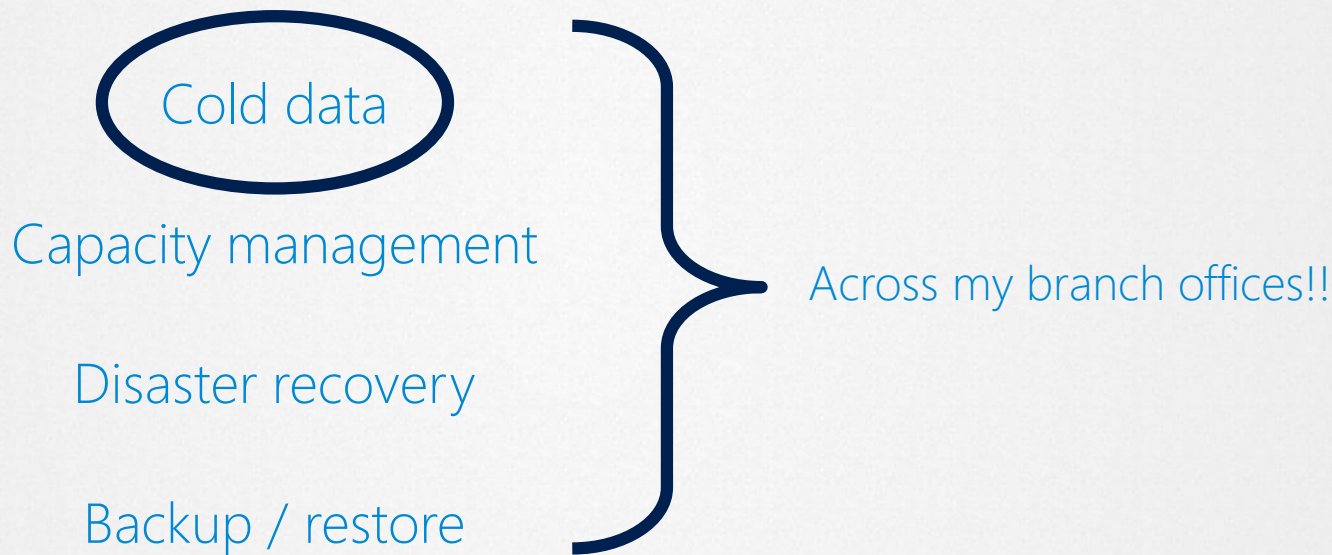 Cold data
Capacity management
Disaster recovery
Backup / restore
Across my branch offices!!